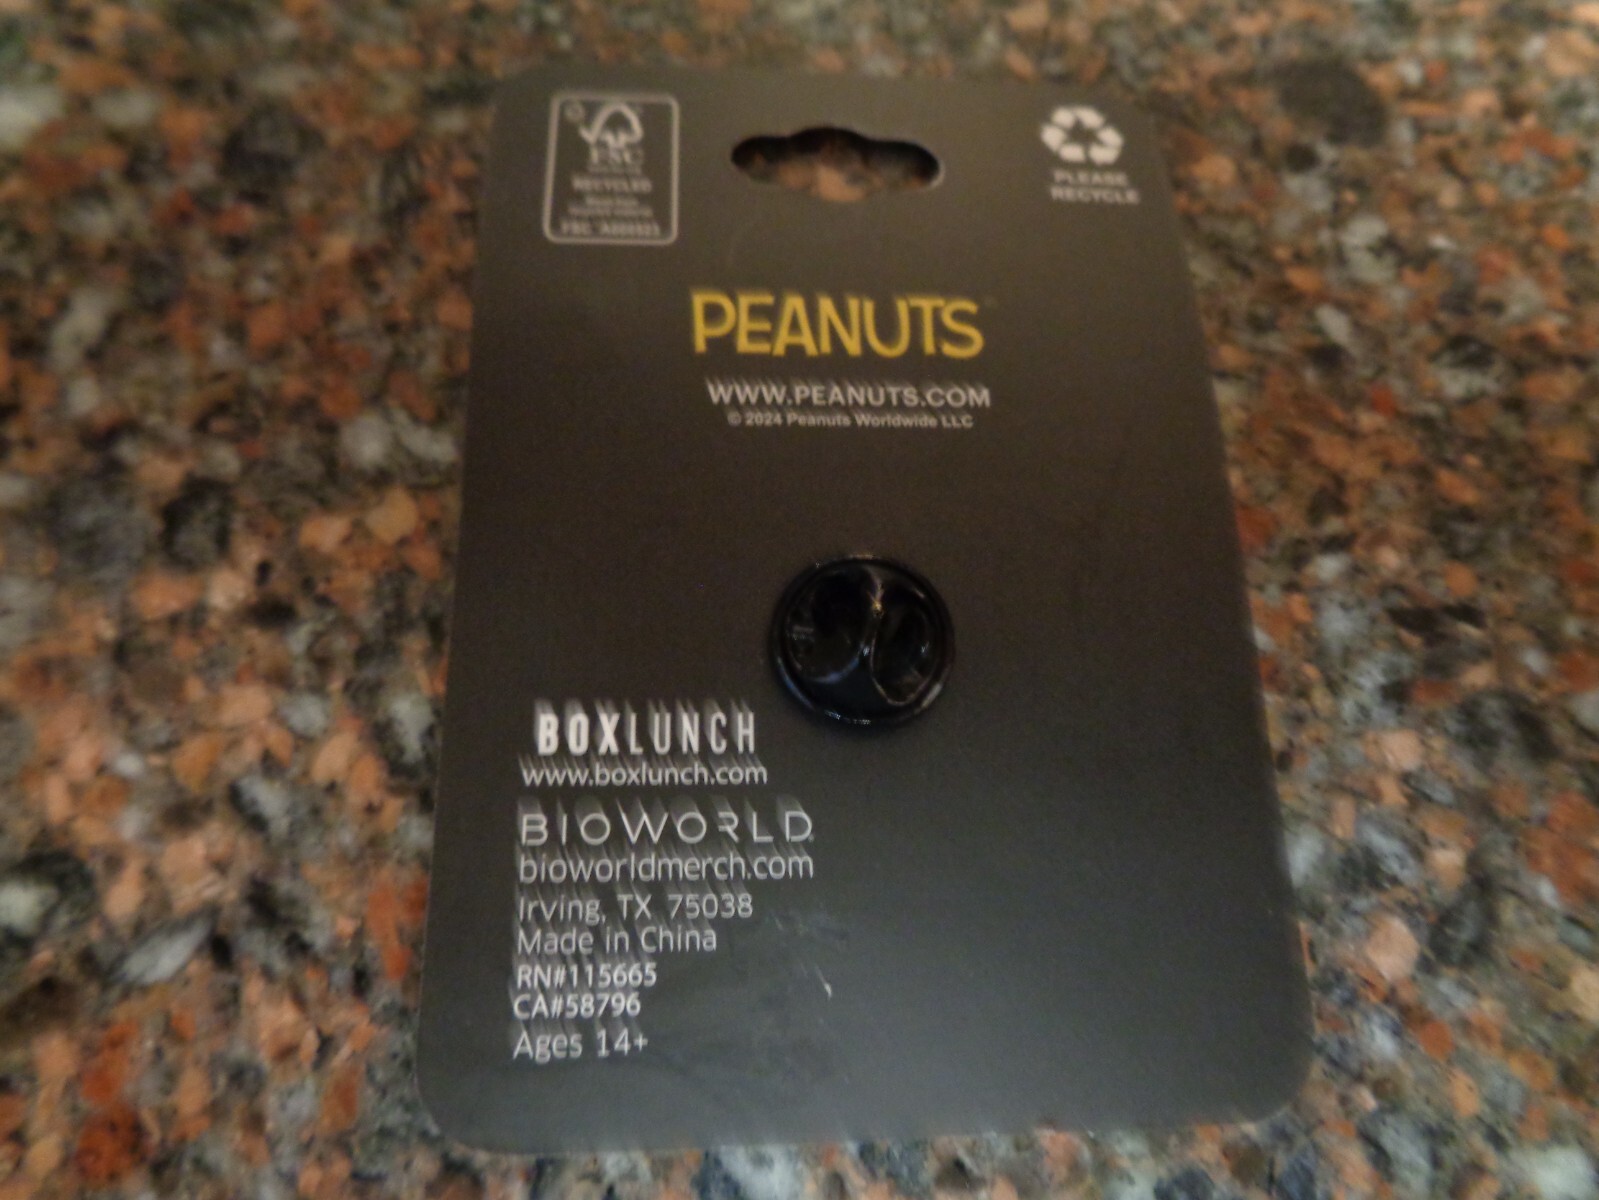 FSC
RECYCLED
PLEASE
RECYCLE
PEANUTS
WWW.PEANUTS.COM
© 2024 Peanuts Worldwide LLC
BOXLUNCH
www.boxlunch.com
BIOWORLD
bioworldmerch.com
Irving, TX 75038
Made in China
RN#115665
CA#58796
Ages 14+